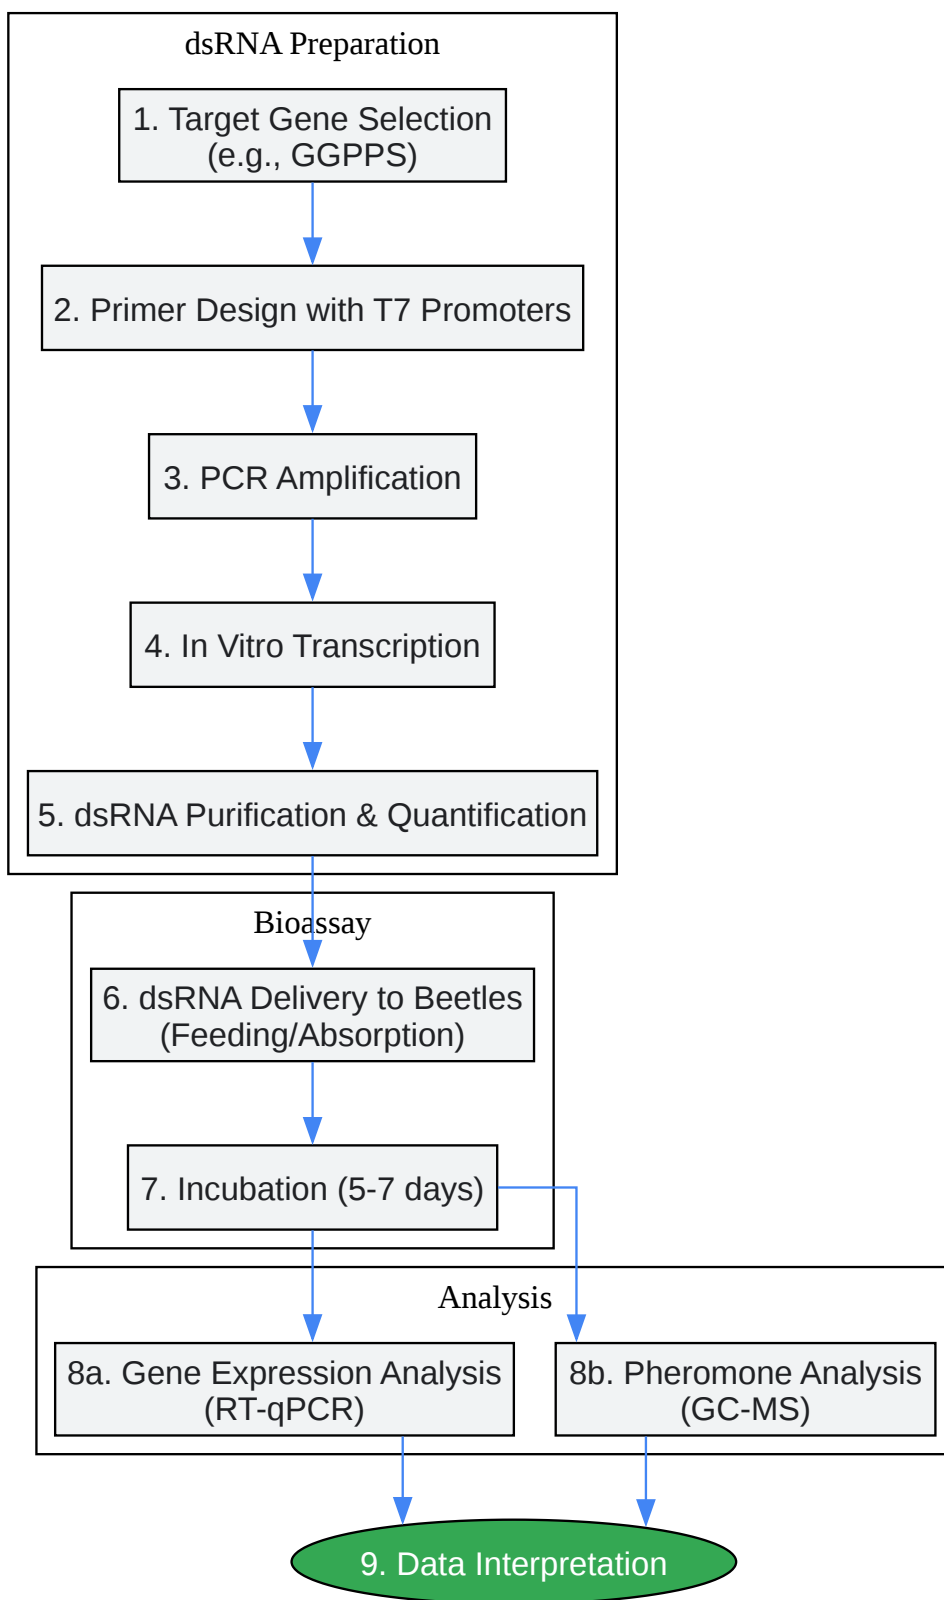 dsRNA Preparation
1. Target Gene Selection
(e.g., GGPPS)
2. Primer Design with T7 Promoters
3. PCR Amplification
4. In Vitro Transcription
5. dsRNA Purification & Quantification
Bioassay
6. dsRNA Delivery to Beetles
(Feeding/Absorption)
7. Incubation (5-7 days)
Analysis
8a. Gene Expression Analysis
(RT-qPCR)
8b. Pheromone Analysis
(GC-MS)
9. Data Interpretation